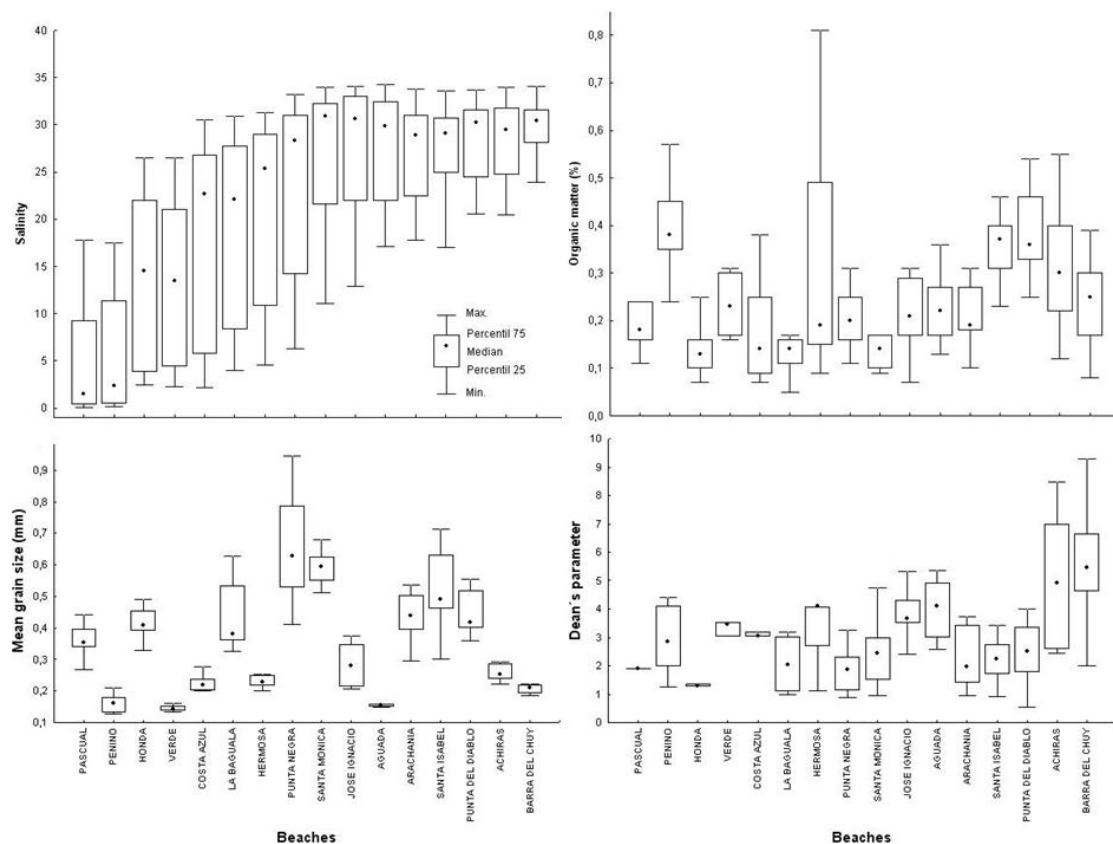 Salinity
40
35
30
25
20
15
10
5
0
Max.
Percentil 75
Median
Percentil 25
Min.
Organic matter (%)
0,8
0,7
0,6
0,5
0,4
0,3
0,2
0,1
0,0
Mean grain size (mm)
0,9
0,8
0,7
0,6
0,5
0,4
0,3
0,2
0,1
PASCUAL
PENINO
HONDA
VERDE
COSTA AZUL
LA BAGUALA
HERMOSA
PUNTA NEGRA
SANTA MONICA
JOSE IGNACIO
AGUADA
ARACHANIA
SANTA ISABEL
PUNTA DEL DIABLO
ACHIRAS
BARRA DEL CHUY
Beaches
Dean´s parameter
10
9
8
7
6
5
4
3
2
1
0
PASCUAL
PENINO
HONDA
VERDE
COSTA AZUL
LA BAGUALA
HERMOSA
PUNTA NEGRA
SANTA MONICA
JOSE IGNACIO
AGUADA
ARACHANIA
SANTA ISABEL
PUNTA DEL DIABLO
ACHIRAS
BARRA DEL CHUY
Beaches